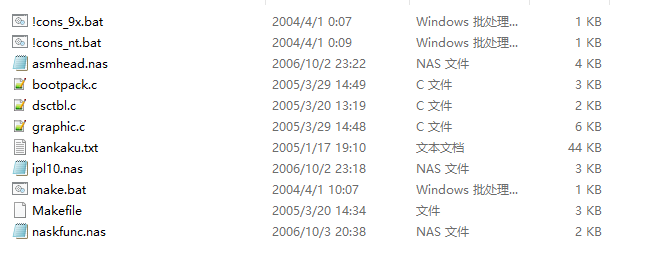 !cons_9x.bat 2004/4/1 0:07 Windows 批处理... 1 KB
!cons_nt.bat 2004/4/1 0:09 Windows 批处理... 1 KB
asmhead.nas 2006/10/2 23:22 NAS 文件 4 KB
bootpack.c 2005/3/29 14:49 C 文件 3 KB
dsctbl.c 2005/3/20 13:19 C 文件 2 KB
graphic.c 2005/3/29 14:48 C 文件 6 KB
hankaku.txt 2005/1/17 19:10 文本文档 44 KB
ipl10.nas 2006/10/2 23:18 NAS 文件 3 KB
make.bat 2004/4/1 10:07 Windows 批处理... 1 KB
Makefile 2005/3/20 14:34 文件 3 KB
naskfunc.nas 2006/10/3 20:38 NAS 文件 2 KB